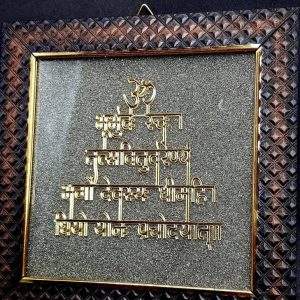 ॐ
भूर्भुवः स्वः।
तत्सवितुर्वरेण्यं
भर्गो देवस्य धीमहि।
धियो योनः प्रचोदयात्॥